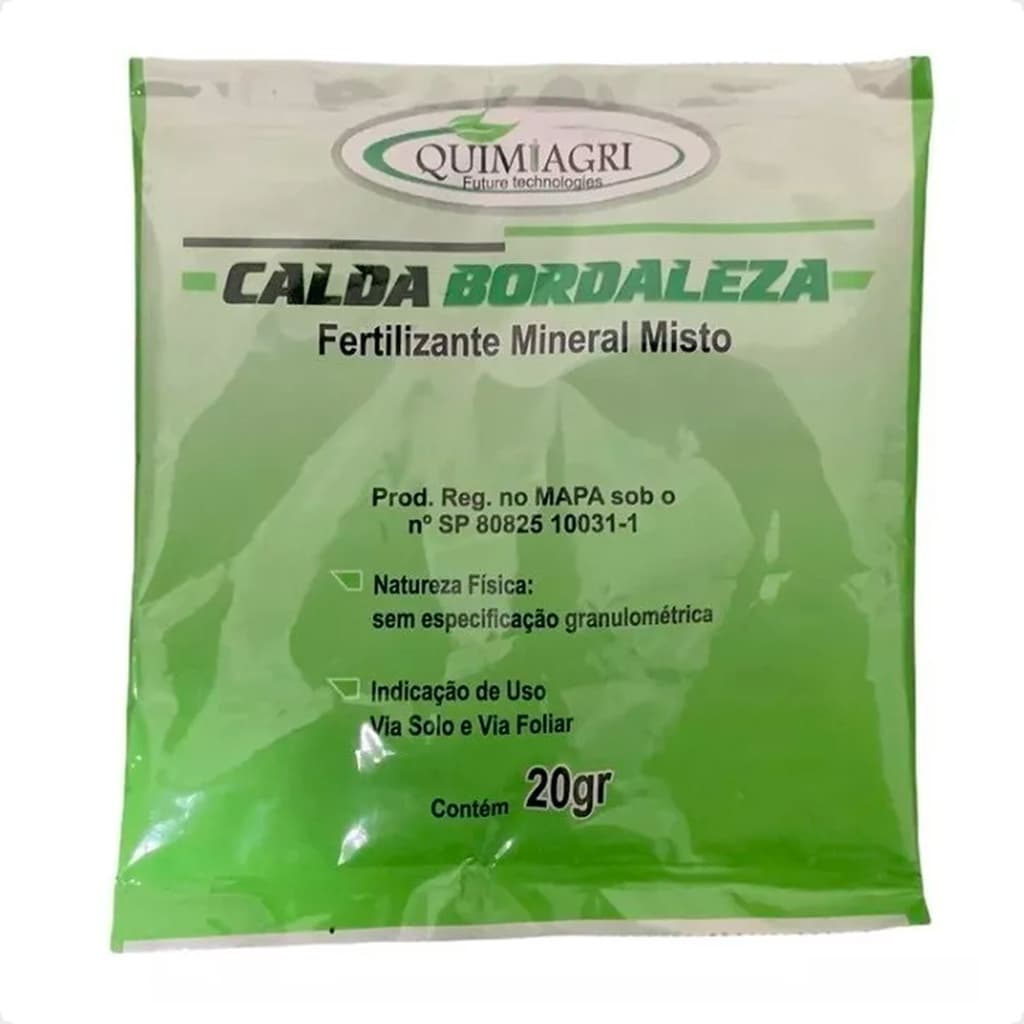 QUIMIAGRI
Future technologies
CALDA BORDALEZA
Fertilizante Mineral Misto
Prod. Reg. no MAPA sob o
nº SP 80825 10031-1
Natureza Física:
sem especificação granulométrica
Indicação de Uso
Via Solo e Via Foliar
Contém 20gr